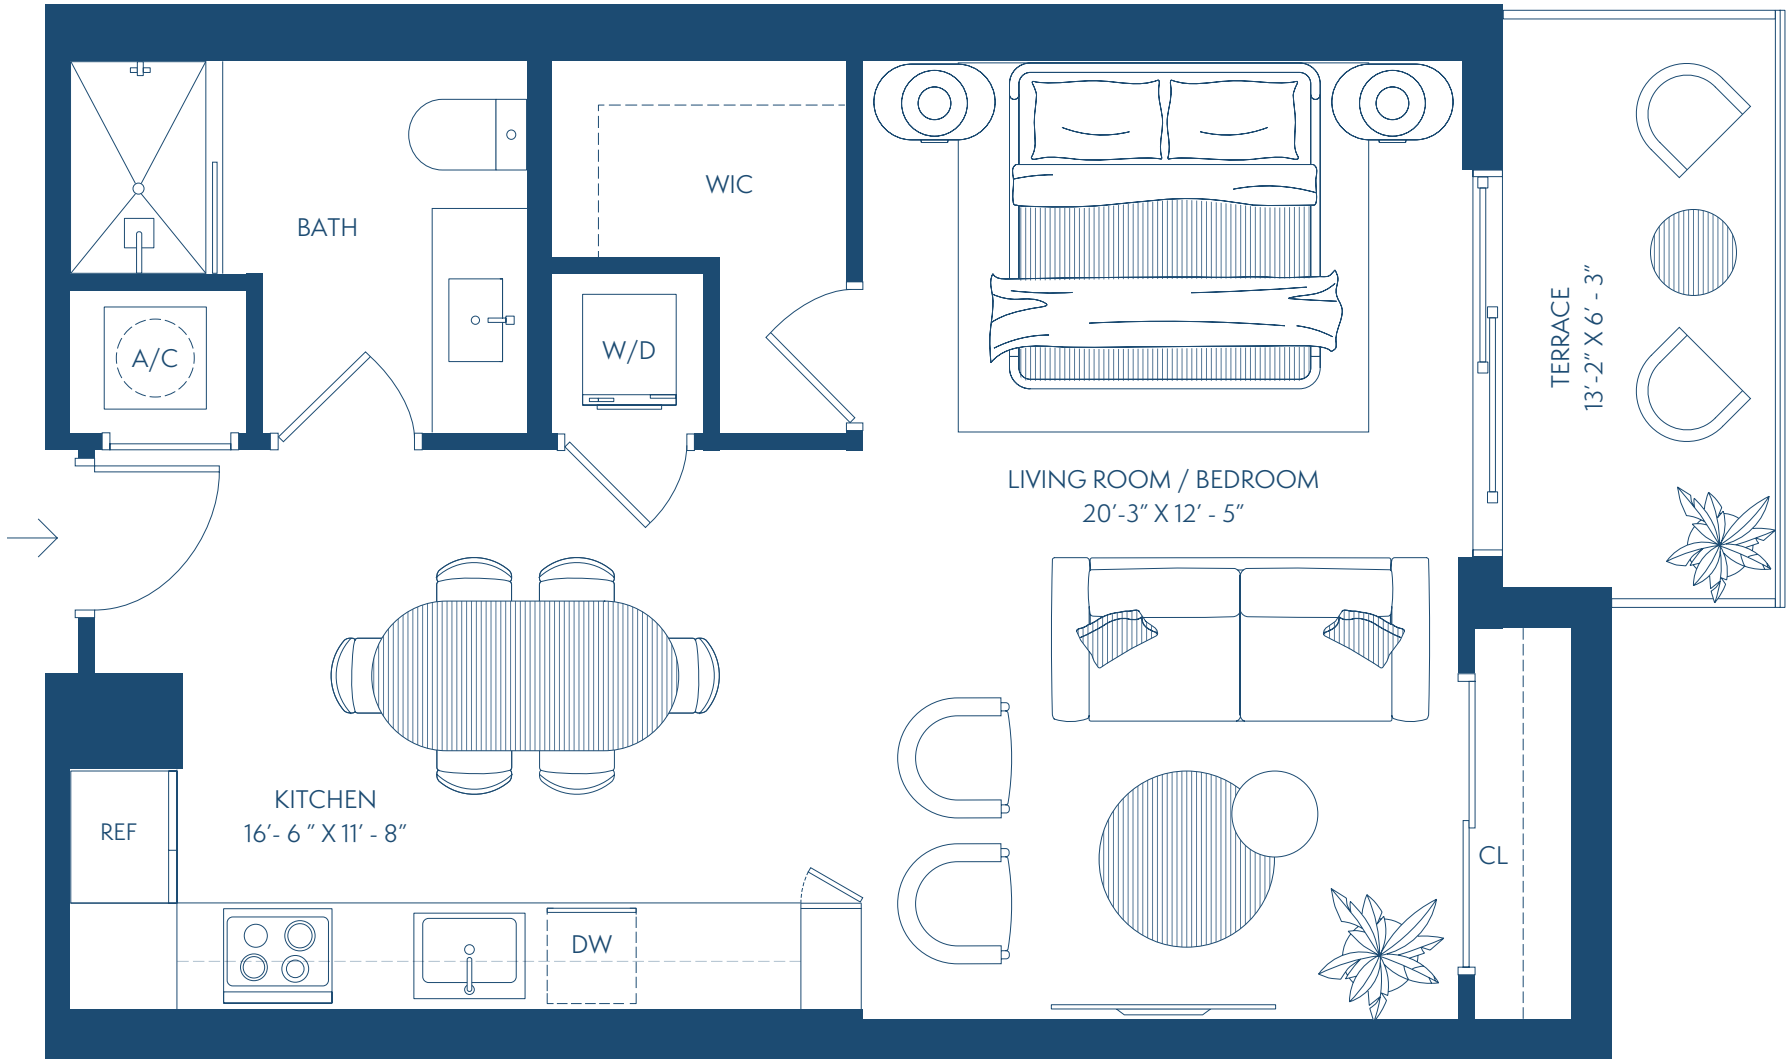 BATH
WIC
A/C
W/D
TERRACE
13’-2” X 6’ - 3”
LIVING ROOM / BEDROOM
20’-3” X 12’ - 5”
KITCHEN
16’- 6 ” X 11’ - 8”
REF
CL
DW